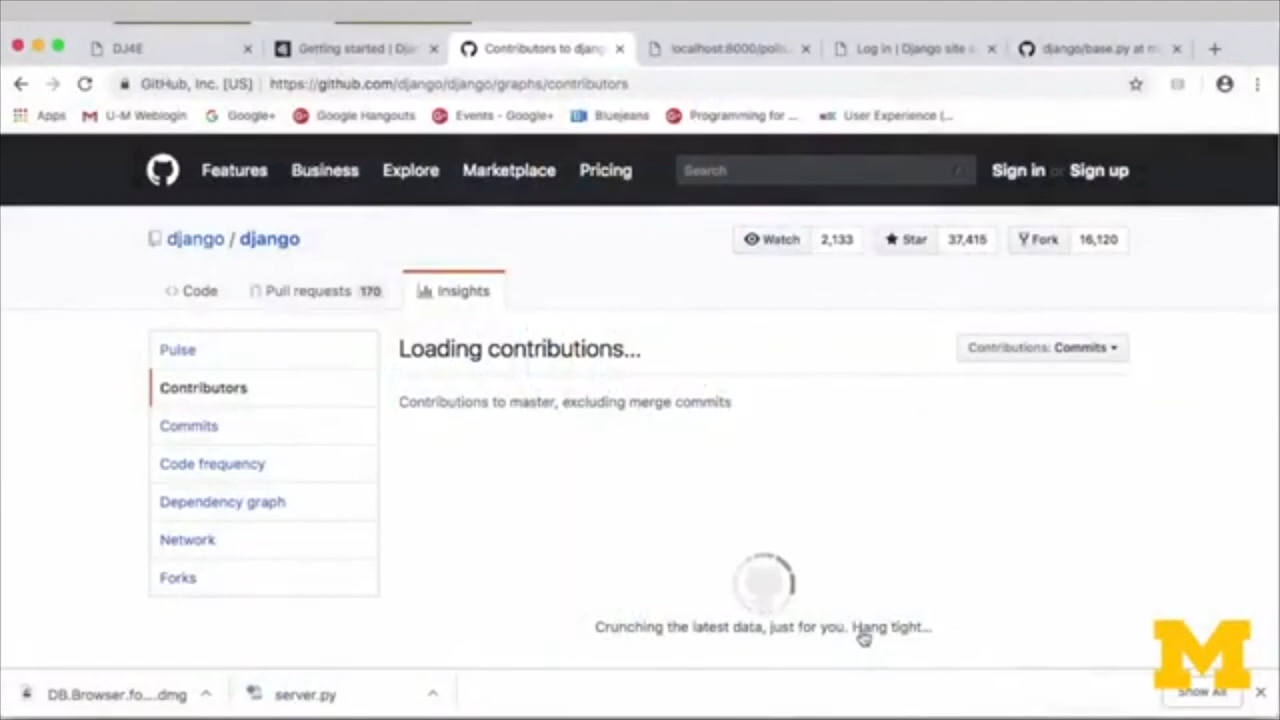 DJ4E
Getting started | Djan
Contributors to djang
localhost:8000/polls
Log in | Django site
django/base.py at m
GitHub, Inc. [US] | https://github.com/django/django/graphs/contributors
Apps U-M Weblogin Google+ Google Hangouts Events - Google+ Bluejeans Programming for ... User Experience (...
Features Business Explore Marketplace Pricing Search Sign in or Sign up
django / django Watch 2,133 Star 37,415 Fork 16,120
Code Pull requests 170 Insights
Pulse
Contributors
Commits
Code frequency
Dependency graph
Network
Forks
Loading contributions... Contributions: Commits
Contributions to master, excluding merge commits
Crunching the latest data, just for you. Hang tight...
M
DB.Browser.fo....dmg server.py Show All